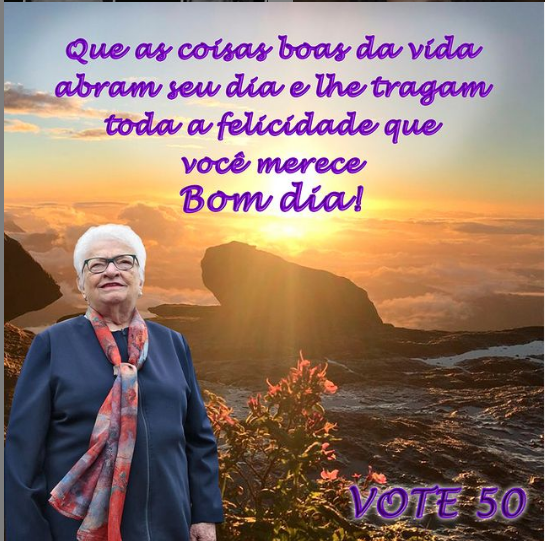 Que as coisas boas da vida
abram seu dia e lhe tragam
toda a felicidade que
você merece
Bom dia!
VOTE 50